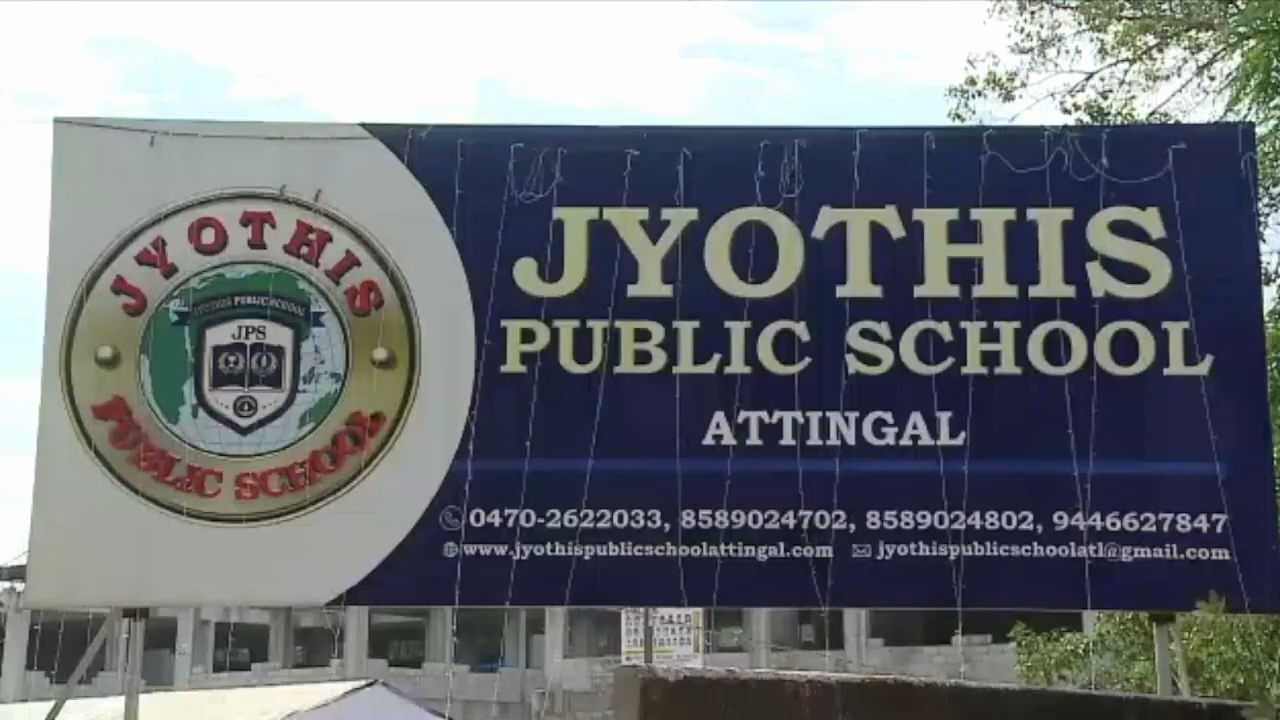 JYOTHIS
PUBLIC SCHOOL
JYOTHIS PUBLIC SCHOOL
JPS
JYOTHIS
PUBLIC SCHOOL
ATTINGAL
0470-2622033, 8589024702, 8589024802, 9446627847
www.jyothispublicschoolattingal.com jyothispublicschoolatl@gmail.com